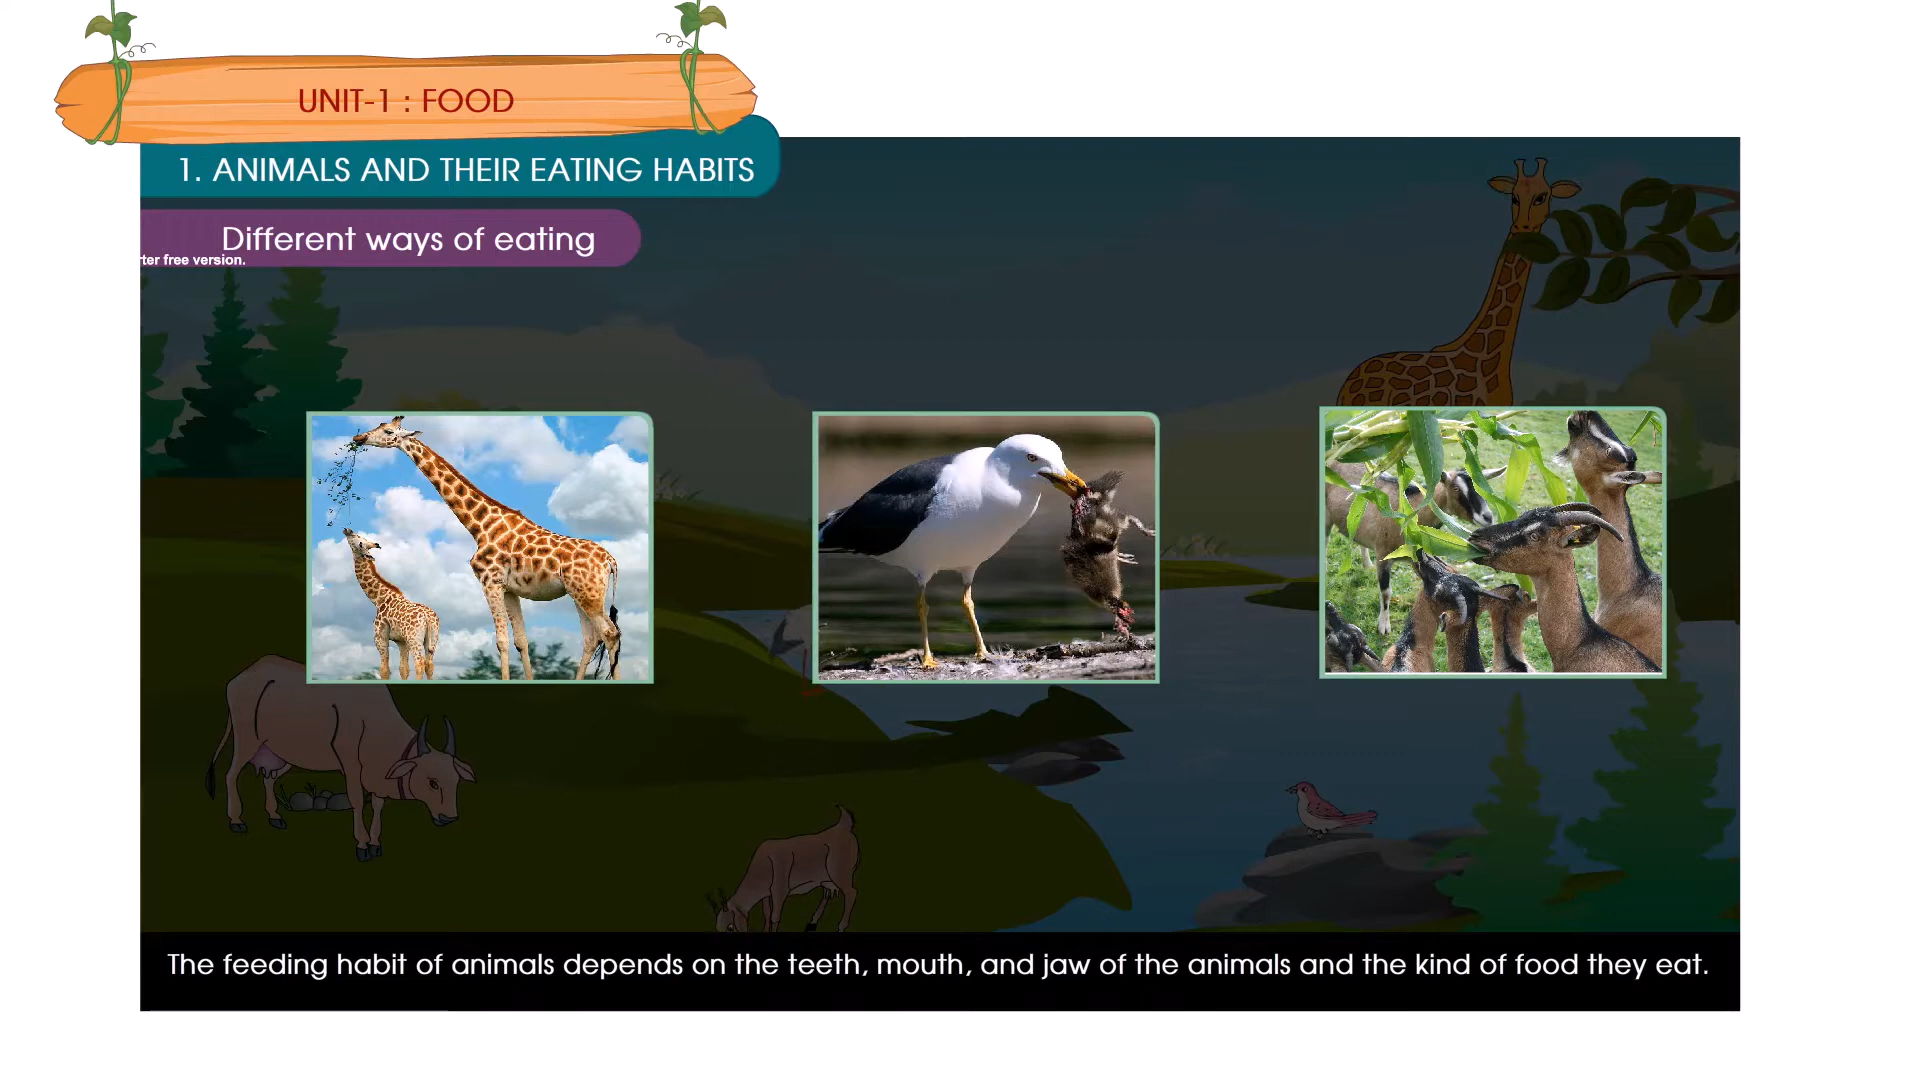 UNIT-1 : FOOD
1. ANIMALS AND THEIR EATING HABITS
Different ways of eating
ter free version.
The feeding habit of animals depends on the teeth, mouth, and jaw of the animals and the kind of food they eat.